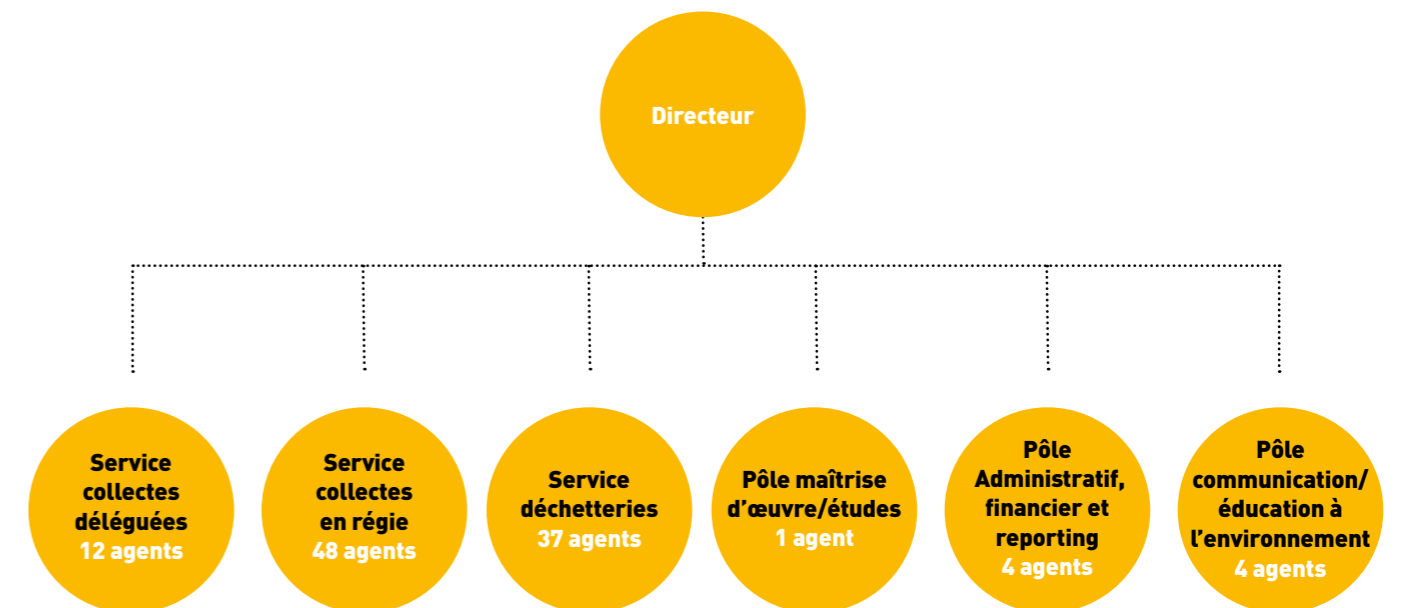 Directeur
Service
collectes
déléguées
12 agents
Service
collectes
en régie
48 agents
Service
déchetteries
37 agents
Pôle maîtrise
d'œuvre/études
1 agent
Pôle
Administratif,
financier et
reporting
4 agents
Pôle
communication/
éducation à
l'environnement
4 agents